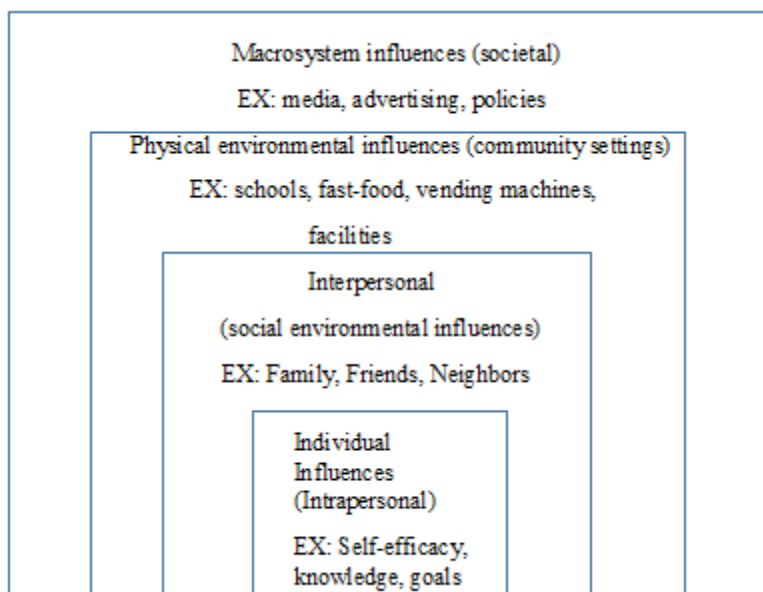 Macrosystem influences (societal)
EX: media, advertising, policies
Physical environmental influences (community settings)
EX: schools, fast-food, vending machines,
facilities
Interpersonal
(social environmental influences)
EX: Family, Friends, Neighbors
Individual
Influences
(Intrapersonal)
EX: Self-efficacy,
knowledge, goals